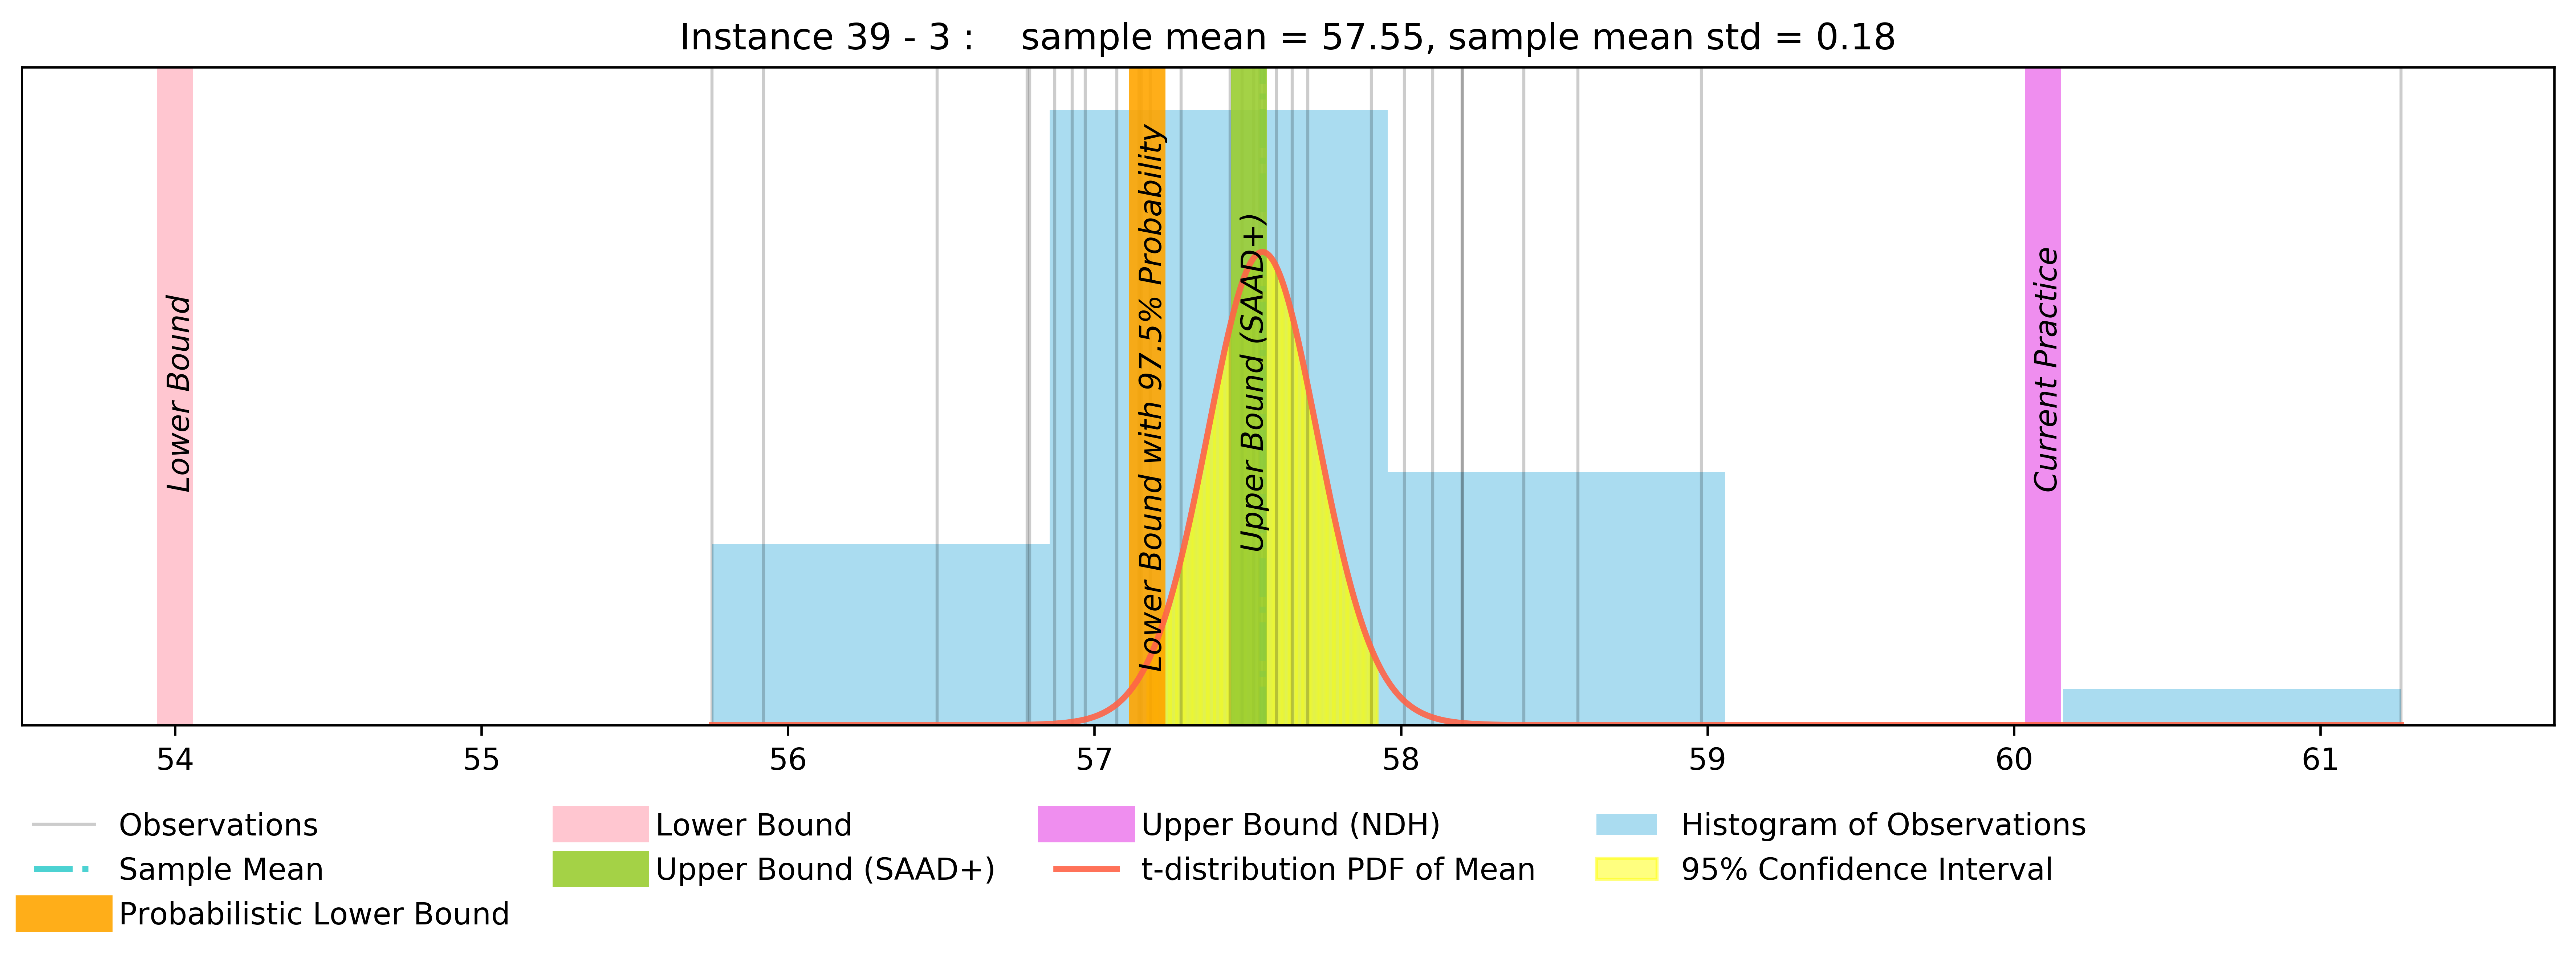 Instance 39 - 3 :    sample mean = 57.55, sample mean std = 0.18
Lower Bound
Lower Bound with 97.5% Probability
Upper Bound (SAAD+)
Current Practice
54 55 56 57 58 59 60 61
Observations
Sample Mean
Probabilistic Lower Bound
Lower Bound
Upper Bound (SAAD+)
Upper Bound (NDH)
t-distribution PDF of Mean
Histogram of Observations
95% Confidence Interval